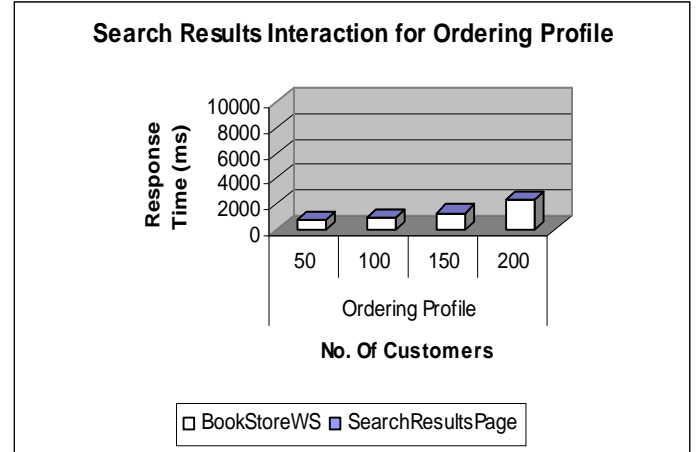 Search Results Interaction for Ordering Profile
10000
8000
6000
4000
2000
0
Response
Time (ms)
50 100 150 200
Ordering Profile
No. Of Customers
BookStoreWS SearchResultsPage